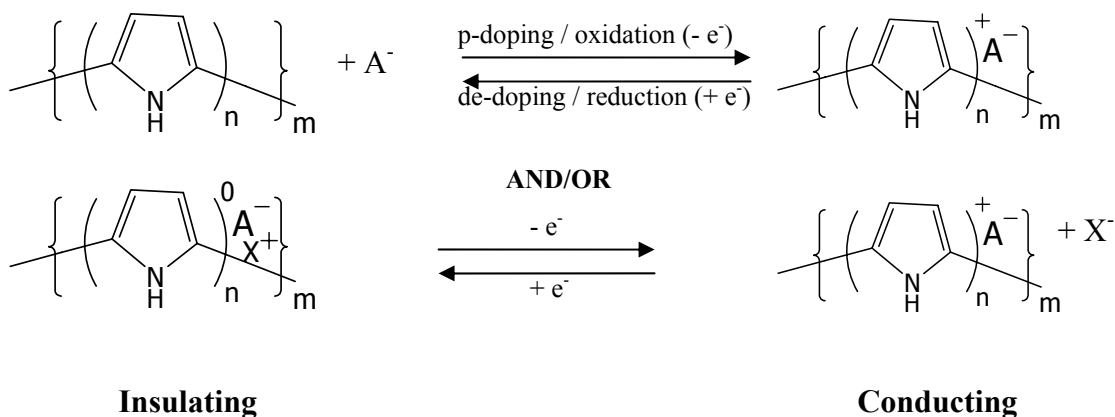 + A-
p-doping / oxidation (- e-)
de-doping / reduction (+ e-)
N
H
n
m
+
A−
N
H
n
m
AND/OR
0
A−
X+
N
H
n
m
- e-
+ e-
+
A−
+ X-
N
H
n
m
Insulating
Conducting